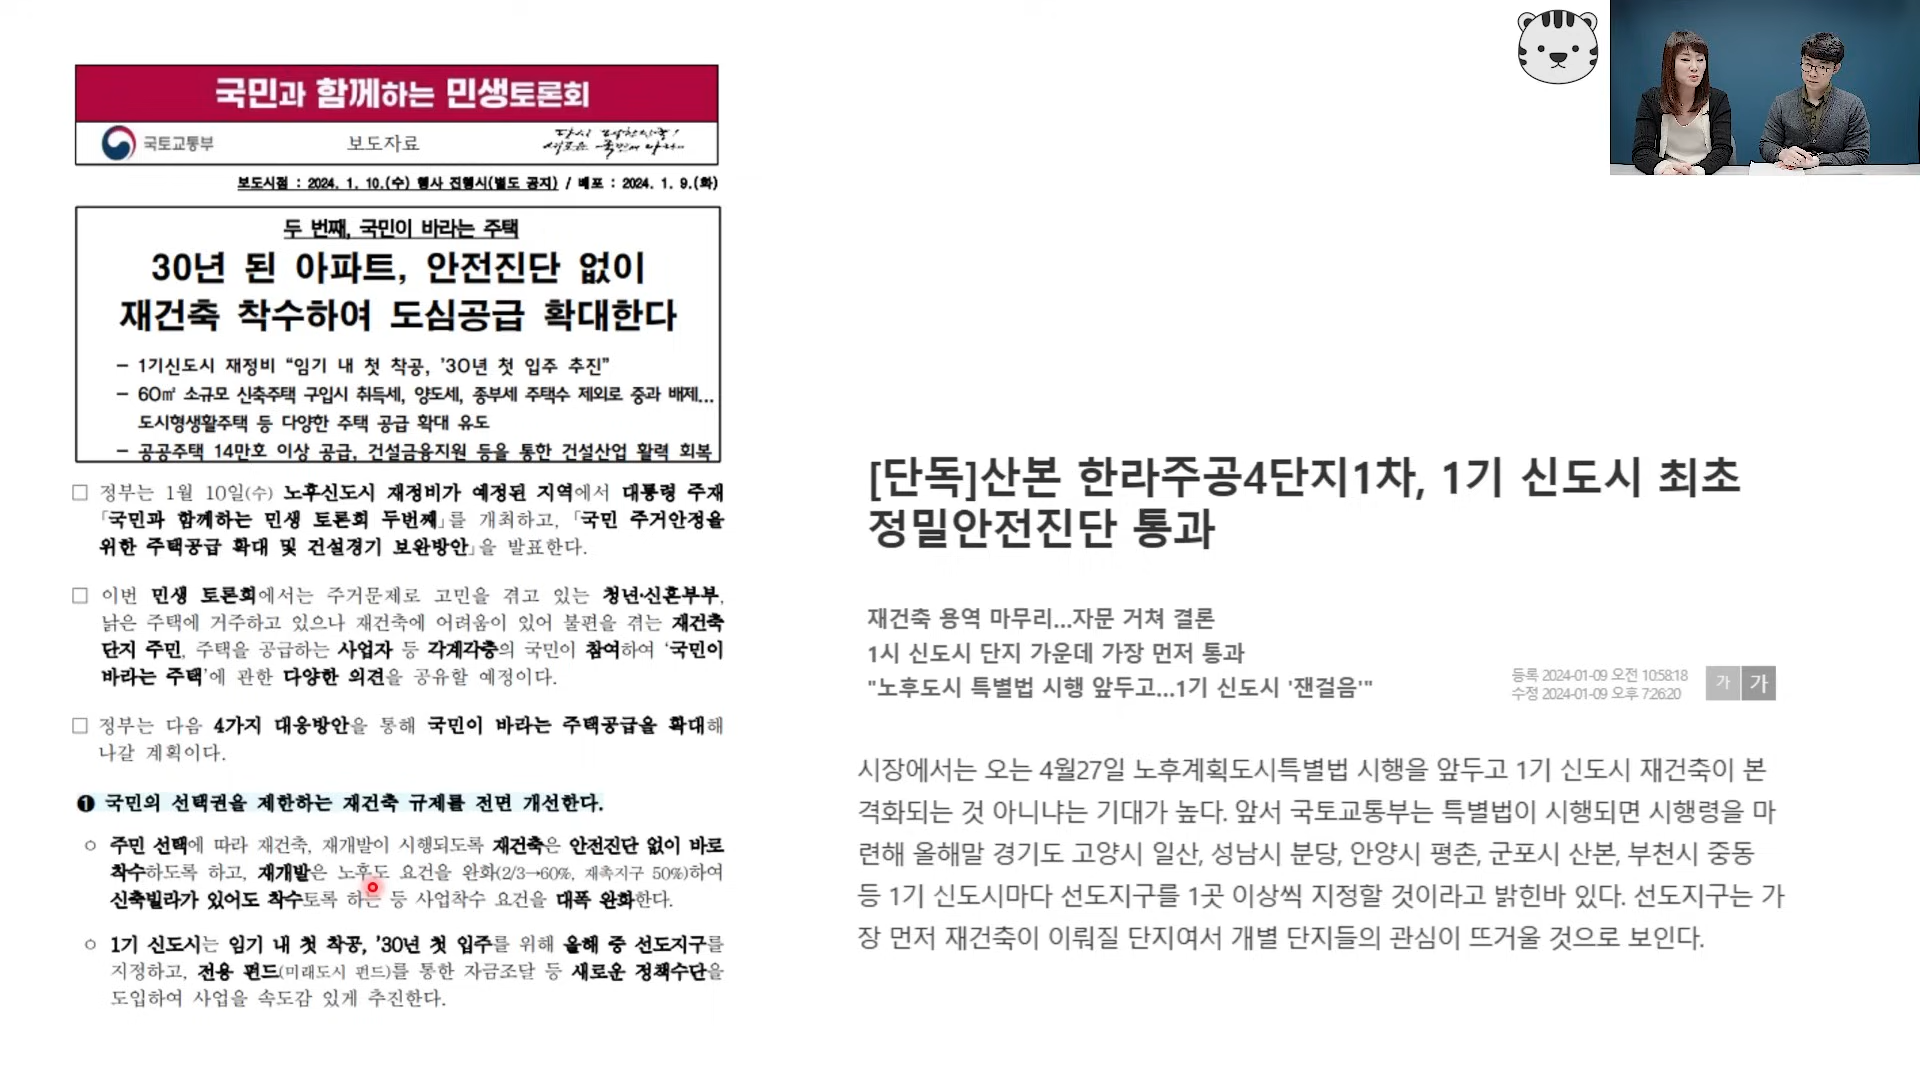 국민과 함께하는 민생토론회
국토교통부
보도자료
다시 대한민국!
새로운 국민의 나라
보도시점 : 2024. 1. 10.(수) 행사 진행시(별도 공지) / 배포 : 2024. 1. 9.(화)
두 번째, 국민이 바라는 주택
30년 된 아파트, 안전진단 없이
재건축 착수하여 도심공급 확대한다
- 1기신도시 재정비 “임기 내 첫 착공, ’30년 첫 입주 추진”
- 60㎡ 소규모 신축주택 구입시 취득세, 양도세, 종부세 주택수 제외로 중과 배제...
도시형생활주택 등 다양한 주택 공급 확대 유도
- 공공주택 14만호 이상 공급, 건설금융지원 등을 통한 건설산업 활력 회복
□ 정부는 1월 10일(수) 노후신도시 재정비가 예정된 지역에서 대통령 주재
「국민과 함께하는 민생 토론회 두번째」를 개최하고, 「국민 주거안정을
위한 주택공급 확대 및 건설경기 보완방안」을 발표한다.
□ 이번 민생 토론회에서는 주거문제로 고민을 겪고 있는 청년·신혼부부,
낡은 주택에 거주하고 있으나 재건축에 어려움이 있어 불편을 겪는 재건축
단지 주민, 주택을 공급하는 사업자 등 각계각층의 국민이 참여하여 ‘국민이
바라는 주택’에 관한 다양한 의견을 공유할 예정이다.
□ 정부는 다음 4가지 대응방안을 통해 국민이 바라는 주택공급을 확대해
나갈 계획이다.
❶ 국민의 선택권을 제한하는 재건축 규제를 전면 개선한다.
ㅇ 주민 선택에 따라 재건축, 재개발이 시행되도록 재건축은 안전진단 없이 바로
착수하도록 하고, 재개발은 노후도 요건을 완화(2/3→60%, 재촉지구 50%)하여
신축빌라가 있어도 착수토록 하는 등 사업착수 요건을 대폭 완화한다.
ㅇ 1기 신도시는 임기 내 첫 착공, ’30년 첫 입주를 위해 올해 중 선도지구를
지정하고, 전용 펀드(미래도시 펀드)를 통한 자금조달 등 새로운 정책수단을
도입하여 사업을 속도감 있게 추진한다.
[단독]산본 한라주공4단지1차, 1기 신도시 최초
정밀안전진단 통과
재건축 용역 마무리...자문 거쳐 결론
1시 신도시 단지 가운데 가장 먼저 통과
"노후도시 특별법 시행 앞두고...1기 신도시 '잰걸음'"
등록 2024-01-09 오전 10:58:18
수정 2024-01-09 오후 7:26:20
가 가
시장에서는 오는 4월27일 노후계획도시특별법 시행을 앞두고 1기 신도시 재건축이 본
격화되는 것 아니냐는 기대가 높다. 앞서 국토교통부는 특별법이 시행되면 시행령을 마
련해 올해말 경기도 고양시 일산, 성남시 분당, 안양시 평촌, 군포시 산본, 부천시 중동
등 1기 신도시마다 선도지구를 1곳 이상씩 지정할 것이라고 밝힌바 있다. 선도지구는 가
장 먼저 재건축이 이뤄질 단지여서 개별 단지들의 관심이 뜨거울 것으로 보인다.